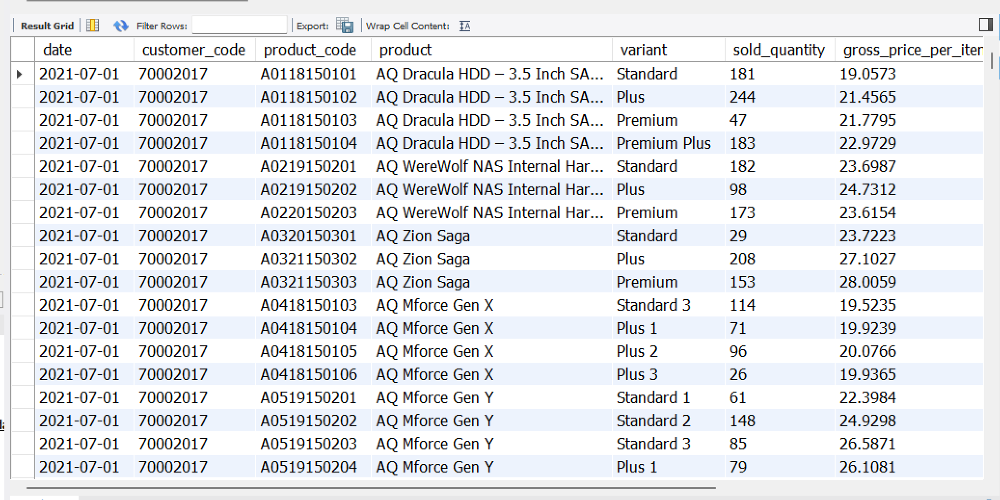 Result Grid Filter Rows: Export: Wrap Cell Content: IA
date customer_code product_code product variant sold_quantity gross_price_per_iter
2021-07-01 70002017 A0118150101 AQ Dracula HDD – 3.5 Inch SA... Standard 181 19.0573
2021-07-01 70002017 A0118150102 AQ Dracula HDD – 3.5 Inch SA... Plus 244 21.4565
2021-07-01 70002017 A0118150103 AQ Dracula HDD – 3.5 Inch SA... Premium 47 21.7795
2021-07-01 70002017 A0118150104 AQ Dracula HDD – 3.5 Inch SA... Premium Plus 183 22.9729
2021-07-01 70002017 A0219150201 AQ WereWolf NAS Internal Har... Standard 182 23.6987
2021-07-01 70002017 A0219150202 AQ WereWolf NAS Internal Har... Plus 98 24.7312
2021-07-01 70002017 A0220150203 AQ WereWolf NAS Internal Har... Premium 173 23.6154
2021-07-01 70002017 A0320150301 AQ Zion Saga Standard 29 23.7223
2021-07-01 70002017 A0321150302 AQ Zion Saga Plus 208 27.1027
2021-07-01 70002017 A0321150303 AQ Zion Saga Premium 153 28.0059
2021-07-01 70002017 A0418150103 AQ Mforce Gen X Standard 3 114 19.5235
2021-07-01 70002017 A0418150104 AQ Mforce Gen X Plus 1 71 19.9239
2021-07-01 70002017 A0418150105 AQ Mforce Gen X Plus 2 96 20.0766
2021-07-01 70002017 A0418150106 AQ Mforce Gen X Plus 3 26 19.9365
2021-07-01 70002017 A0519150201 AQ Mforce Gen Y Standard 1 61 22.3984
2021-07-01 70002017 A0519150202 AQ Mforce Gen Y Standard 2 148 24.9298
2021-07-01 70002017 A0519150203 AQ Mforce Gen Y Standard 3 85 26.5871
2021-07-01 70002017 A0519150204 AQ Mforce Gen Y Plus 1 79 26.1081